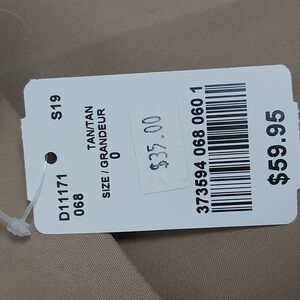 S19
D11171
068
TAN/TAN
SIZE / GRANDEUR
0
$35.00
373594 068 060 1
$59.95